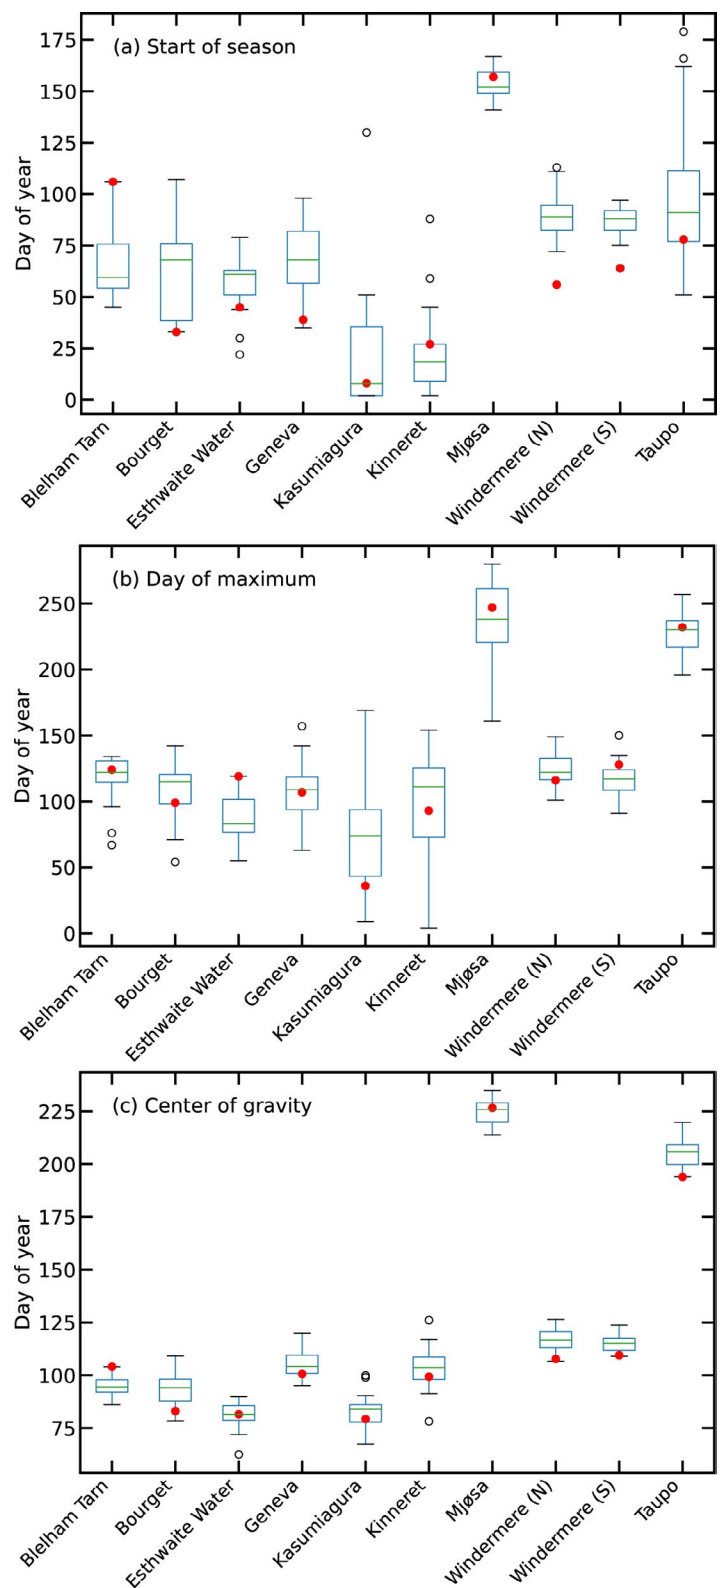 (a) Start of season
Day of year
175
150
125
100
75
50
25
0
Blelham Tarn
Bourget
Esthwaite Water
Geneva
Kasumiagura
Kinneret
Mjøsa
Windermere (N)
Windermere (S)
Taupo
(b) Day of maximum
Day of year
250
200
150
100
50
0
Blelham Tarn
Bourget
Esthwaite Water
Geneva
Kasumiagura
Kinneret
Mjøsa
Windermere (N)
Windermere (S)
Taupo
(c) Center of gravity
Day of year
225
200
175
150
125
100
75
Blelham Tarn
Bourget
Esthwaite Water
Geneva
Kasumiagura
Kinneret
Mjøsa
Windermere (N)
Windermere (S)
Taupo